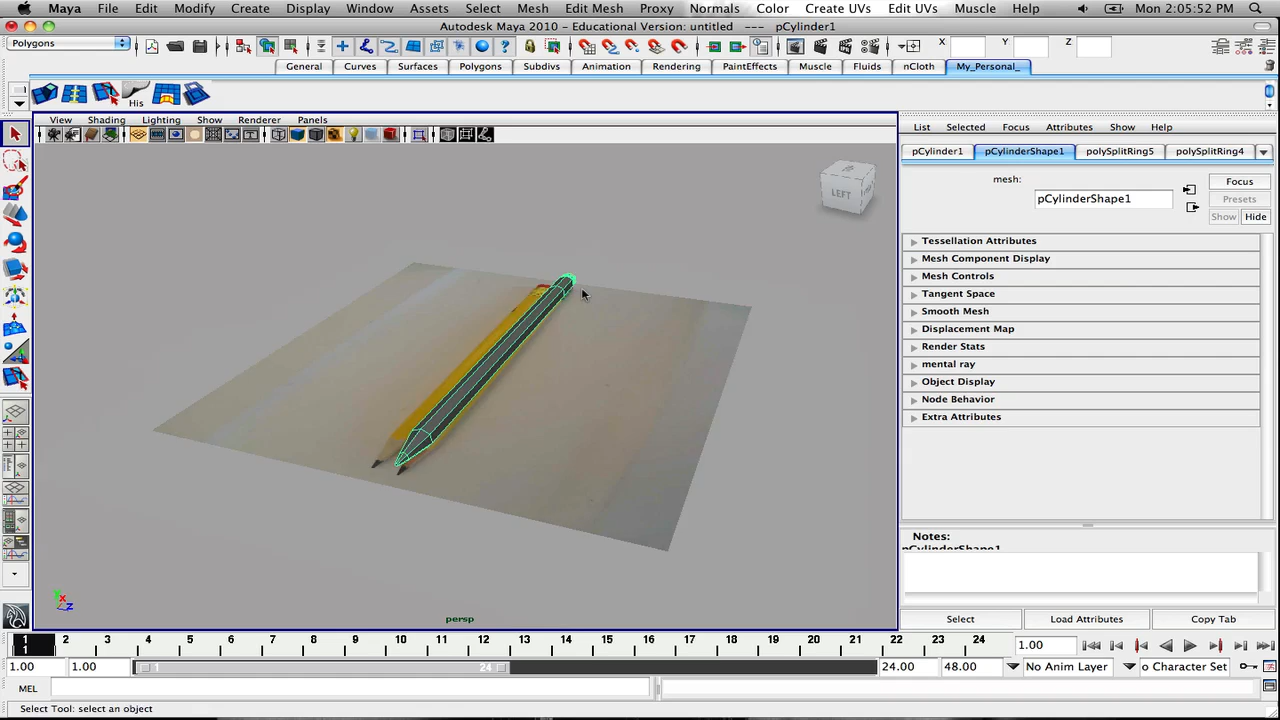 Maya File Edit Modify Create Display Window Assets Select Mesh Edit Mesh Proxy Normals Color Create UVs Edit UVs Muscle Help Mon 2:05:52 PM
Autodesk Maya 2010 - Educational Version: untitled --- pCylinder1
Polygons X Y Z
General Curves Surfaces Polygons Subdivs Animation Rendering PaintEffects Muscle Fluids nCloth My_Personal_
His
View Shading Lighting Show Renderer Panels
List Selected Focus Attributes Show Help
pCylinder1 pCylinderShape1 polySplitRing5 polySplitRing4
mesh: pCylinderShape1
Focus
Presets
Show Hide
LEFT
Tessellation Attributes
Mesh Component Display
Mesh Controls
Tangent Space
Smooth Mesh
Displacement Map
Render Stats
mental ray
Object Display
Node Behavior
Extra Attributes
Notes:
pCylinderShape1
persp
Select Load Attributes Copy Tab
1 2 3 4 5 6 7 8 9 10 11 12 13 14 15 16 17 18 19 20 21 22 23 24 1.00
1
1.00 1.00 1 24 24.00 48.00 No Anim Layer o Character Set
MEL
Select Tool: select an object